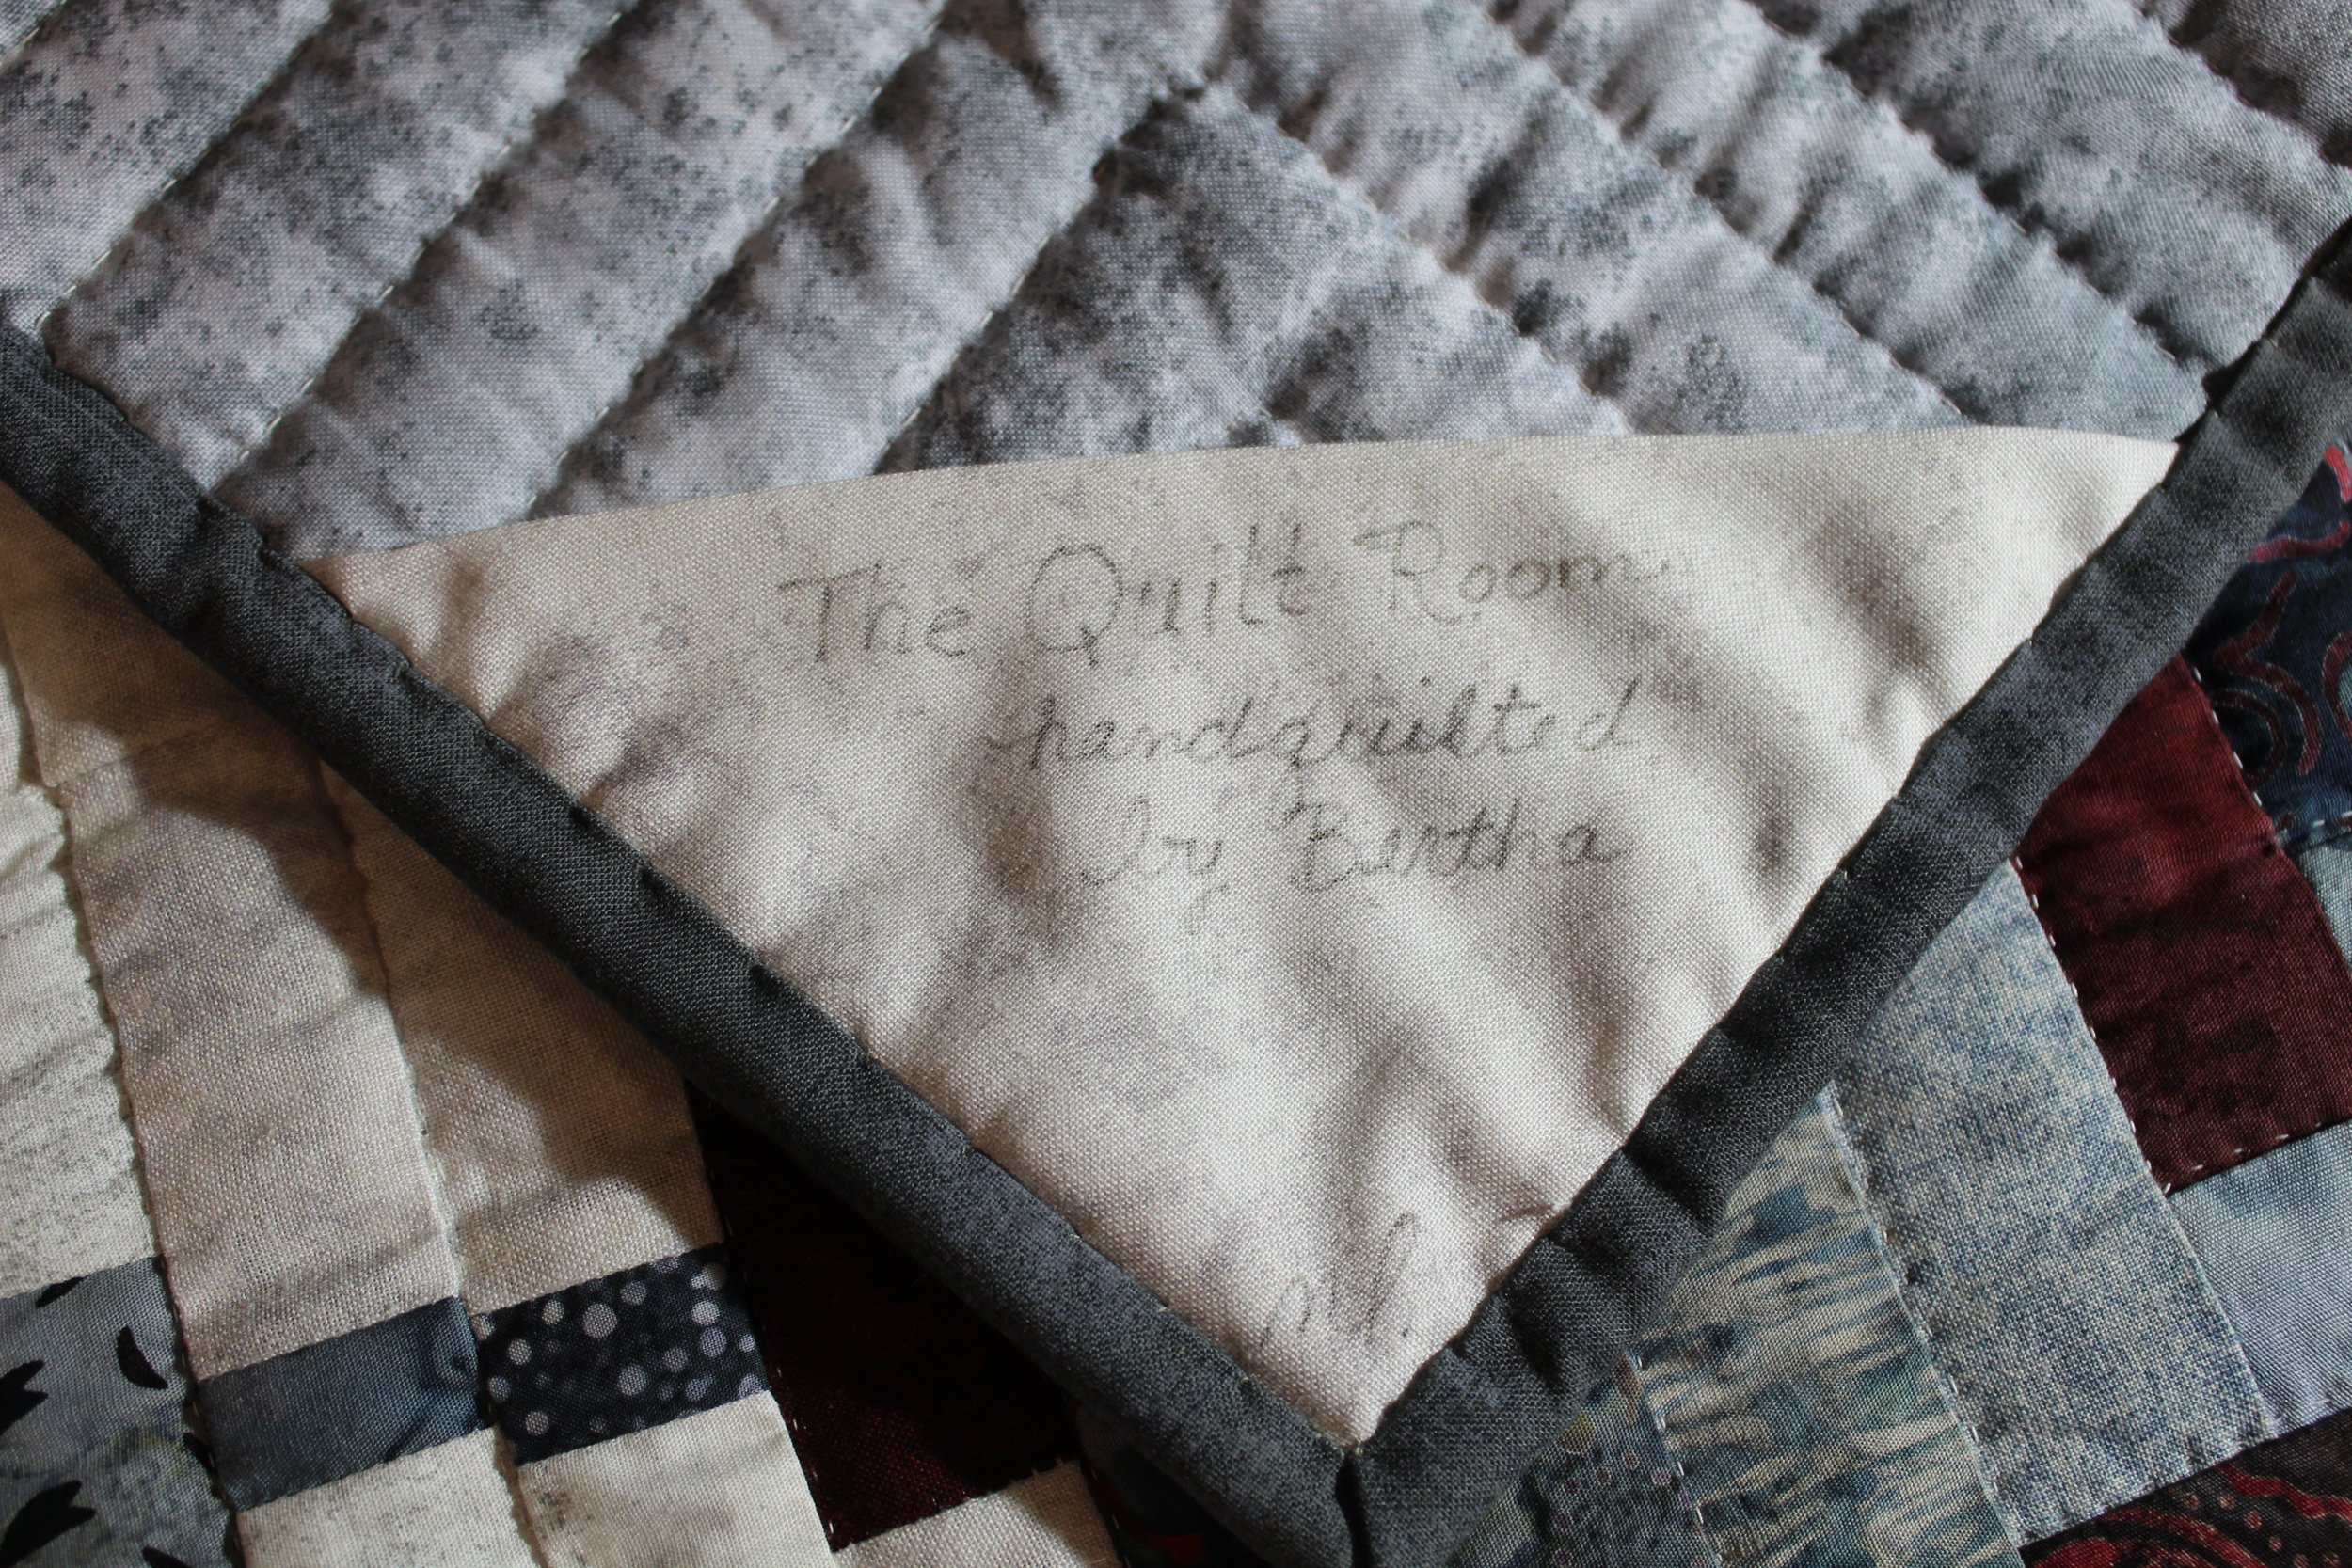 The Quilt Room
handquilted
by Bertha